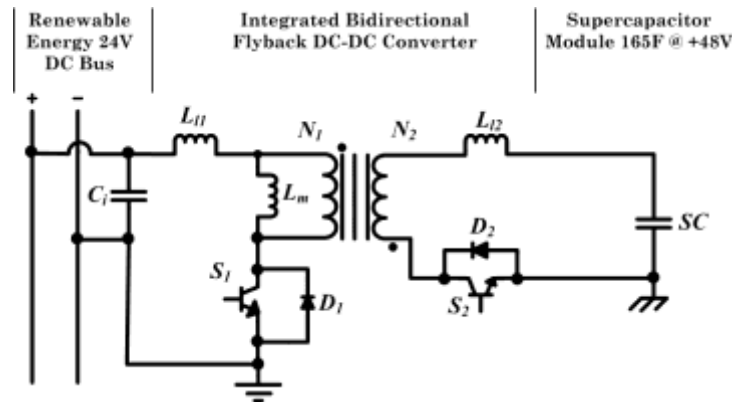 Renewable
Energy 24V
DC Bus
Integrated Bidirectional
Flyback DC-DC Converter
Supercapacitor
Module 165F @ +48V
+
−
Ll1
N1
N2
Ll2
Ci
Lm
S1
D1
D2
S2
SC